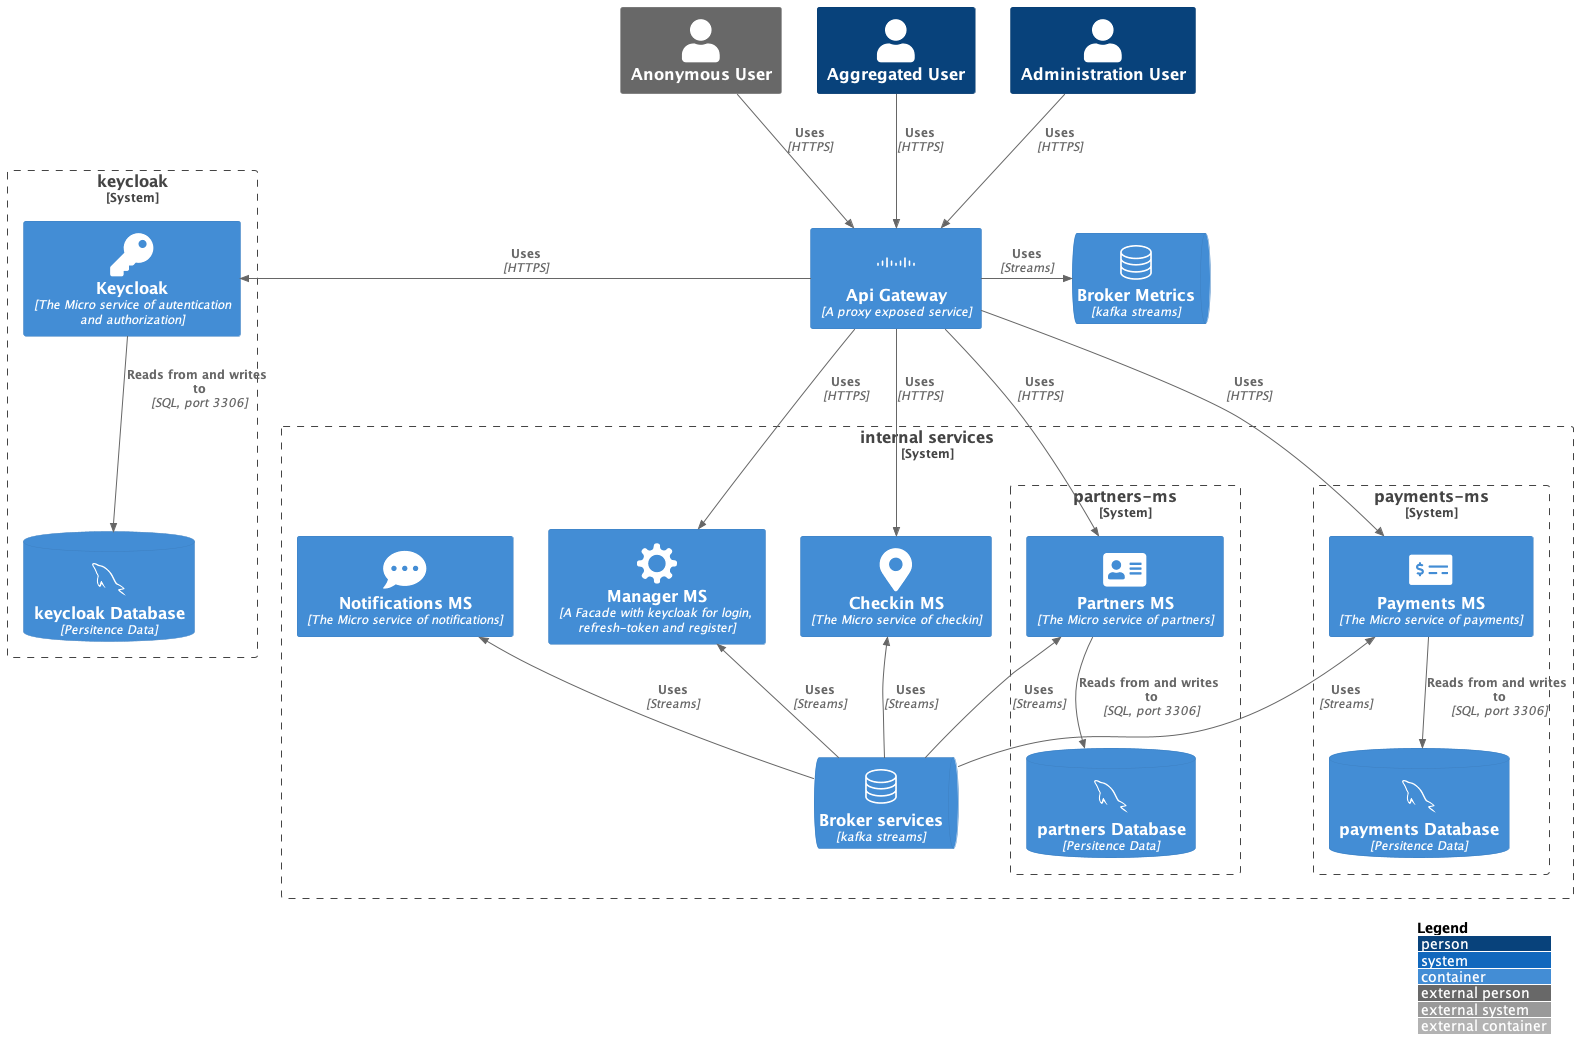 Anonymous User
Aggregated User
Administration User
Uses
[HTTPS]
Uses
[HTTPS]
Uses
[HTTPS]
keycloak
[System]
Keycloak
[The Micro service of autentication
and authorization]
Uses
[HTTPS]
Api Gateway
[A proxy exposed service]
Uses
[Streams]
Broker Metrics
[kafka streams]
Reads from and writes
to
[SQL, port 3306]
Uses
[HTTPS]
Uses
[HTTPS]
Uses
[HTTPS]
Uses
[HTTPS]
internal services
[System]
partners-ms
[System]
payments-ms
[System]
keycloak Database
[Persitence Data]
Notifications MS
[The Micro service of notifications]
Manager MS
[A Facade with keycloak for login,
refresh-token and register]
Checkin MS
[The Micro service of checkin]
Partners MS
[The Micro service of partners]
Payments MS
[The Micro service of payments]
Uses
[Streams]
Uses
[Streams]
Uses
[Streams]
Uses
[Streams]
Reads from and writes
to
[SQL, port 3306]
Uses
[Streams]
Reads from and writes
to
[SQL, port 3306]
Broker services
[kafka streams]
partners Database
[Persitence Data]
payments Database
[Persitence Data]
Legend
person
system
container
external person
external system
external container